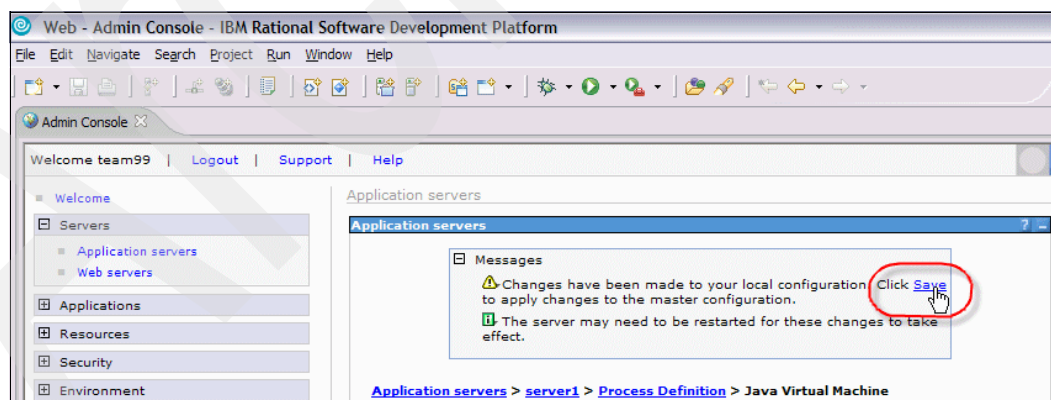 Web - Admin Console - IBM Rational Software Development Platform
File Edit Navigate Search Project Run Window Help
Admin Console
Welcome team99 | Logout | Support | Help
Welcome
Servers
Application servers
Web servers
Applications
Resources
Security
Environment
Application servers
Application servers ? –
Messages
Changes have been made to your local configuration. Click Save
to apply changes to the master configuration.
The server may need to be restarted for these changes to take
effect.
Application servers > server1 > Process Definition > Java Virtual Machine